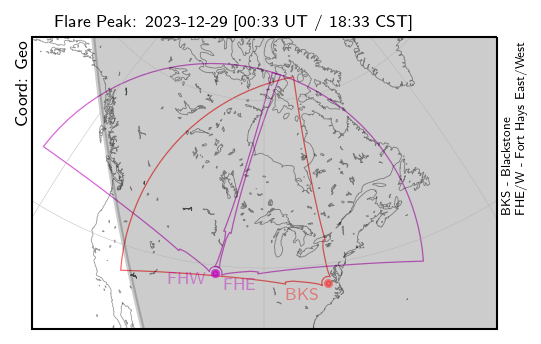 Flare Peak: 2023-12-29 [00:33 UT / 18:33 CST]
Coord: Geo
BKS - Blackstone
FHE/W - Fort Hays East/West
FHW
FHE
BKS